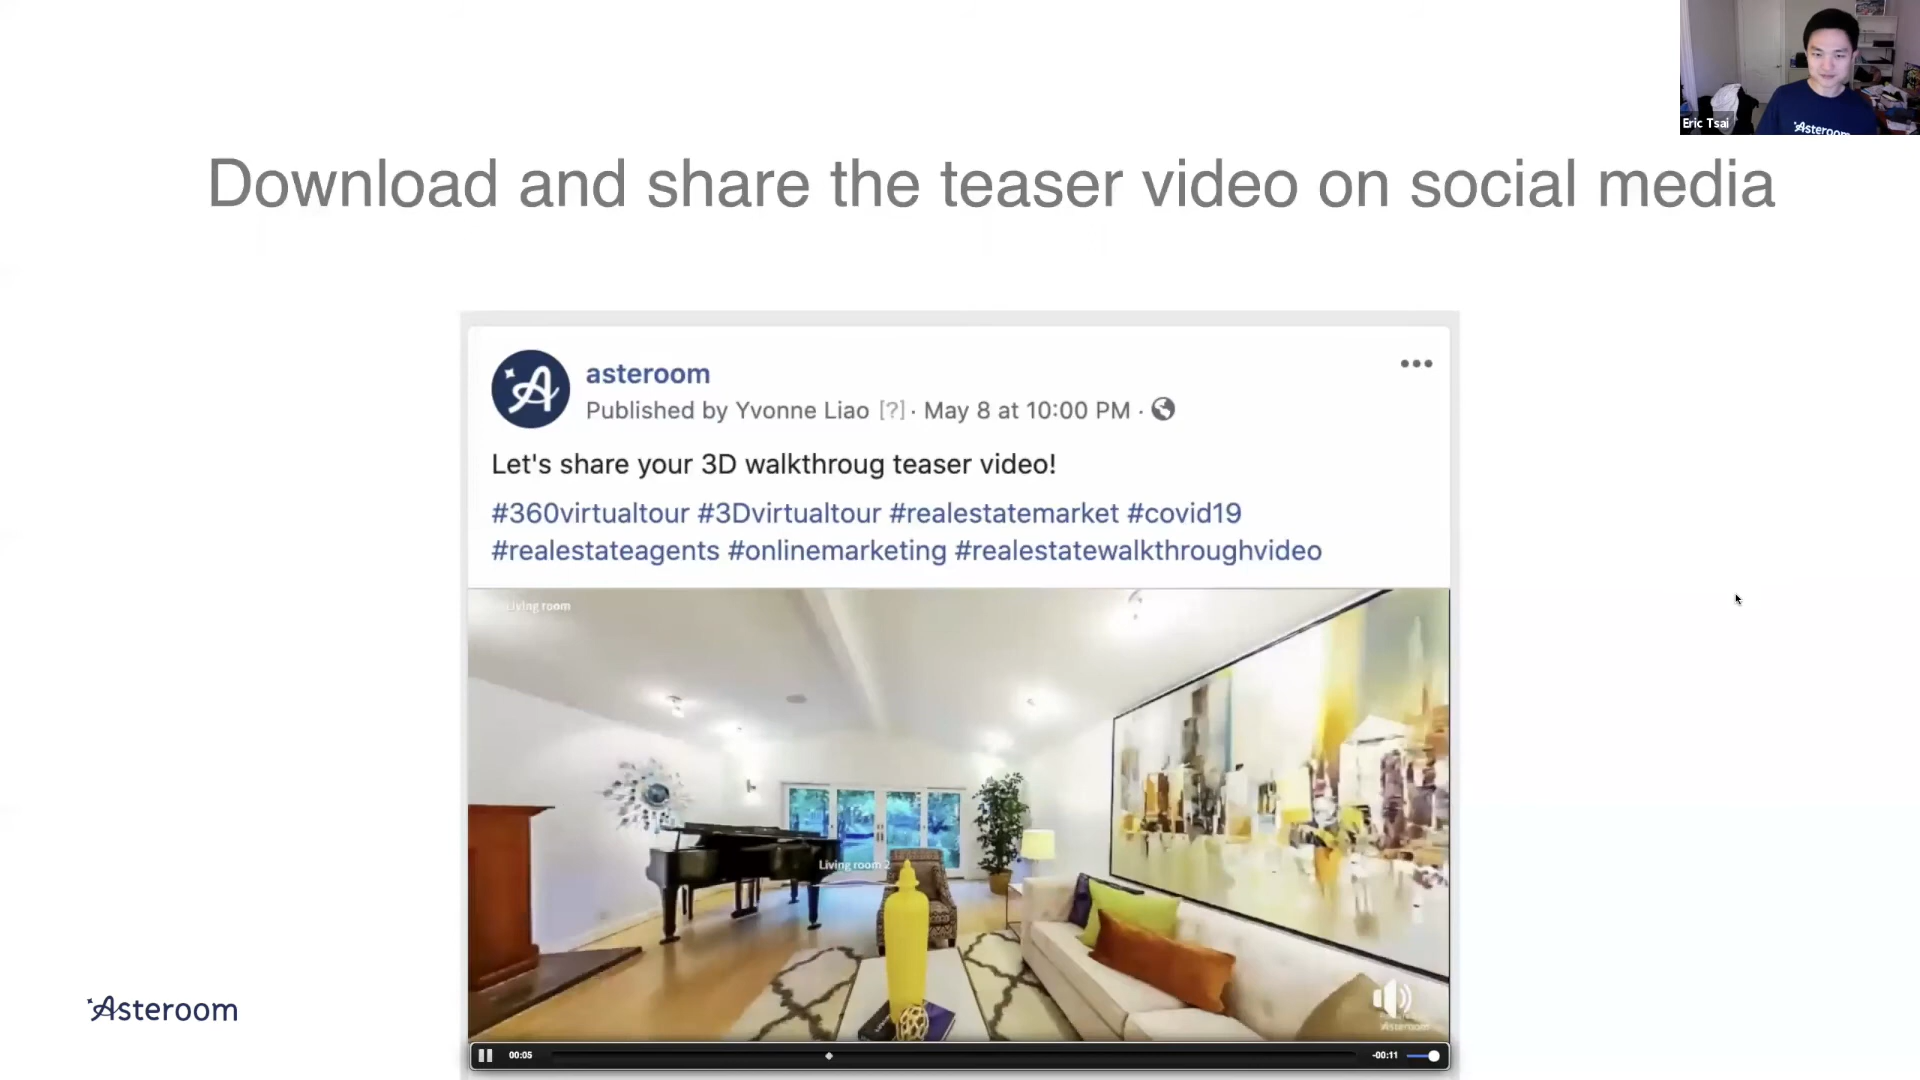 Eric Tsai
Asteroom
Download and share the teaser video on social media
asteroom
Published by Yvonne Liao [?] · May 8 at 10:00 PM ·
Let's share your 3D walkthroug teaser video!
#360virtualtour #3Dvirtualtour #realestatemarket #covid19
#realestateagents #onlinemarketing #realestatewalkthroughvideo
Living room
Living room 2
Asteroom
Asteroom
00:05
-00:11